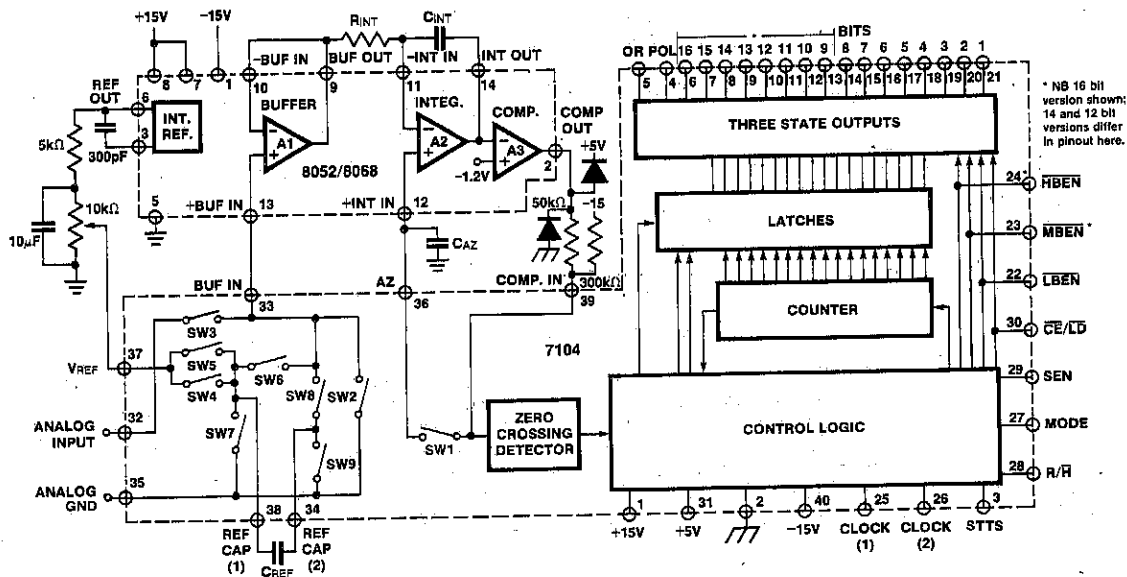 +15V
-15V
RINT
CINT
BITS
-BUF IN
BUF OUT
-INT IN
INT OUT
OR POL 16 15 14 13 12 11 10 9 8 7 6 5 4 3 2 1
8
7
1
10
9
11
14
5 4 6 7 8 9 10 11 12 13 14 15 16 17 18 19 20 21
REF
OUT
6
3
INT.
REF.
BUFFER
A1
INTEG.
A2
COMP.
A3
COMP
OUT
2
+5V
THREE STATE OUTPUTS
* NB 16 bit
version shown;
14 and 12 bit
versions differ
in pinout here.
5kΩ
300pF
8052/8068
-1.2V
24*
HBEN
10kΩ
10µF
5
+BUF IN
13
+INT IN
12
50kΩ
-15
LATCHES
23
MBEN*
CAZ
BUF IN
33
AZ
36
COMP. IN
39
300kΩ
22
LBEN
COUNTER
SW3
7104
30
CE/LD
VREF
37
SW5
SW4
SW6
SW8
SW2
29
SEN
ANALOG
INPUT
32
SW7
SW9
SW1
ZERO
CROSSING
DETECTOR
CONTROL LOGIC
27
MODE
28
R/H
ANALOG
GND
35
38
34
REF
CAP
(1)
CREF
REF
CAP
(2)
1
31
2
40
25
26
3
+15V
+5V
-15V
CLOCK
(1)
CLOCK
(2)
STTS